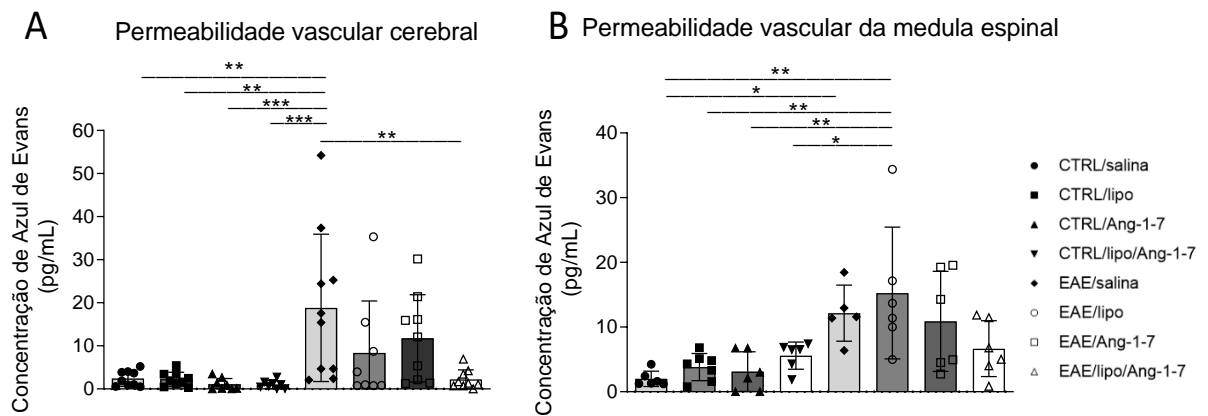 A
Permeabilidade vascular cerebral
**
**
***
***
**
Concentração de Azul de Evans
(pg/mL)
60
50
40
30
20
10
0
B
Permeabilidade vascular da medula espinal
**
*
**
**
*
Concentração de Azul de Evans
(pg/mL)
40
30
20
10
0
CTRL/salina
CTRL/lipo
CTRL/Ang-1-7
CTRL/lipo/Ang-1-7
EAE/salina
EAE/lipo
EAE/Ang-1-7
EAE/lipo/Ang-1-7